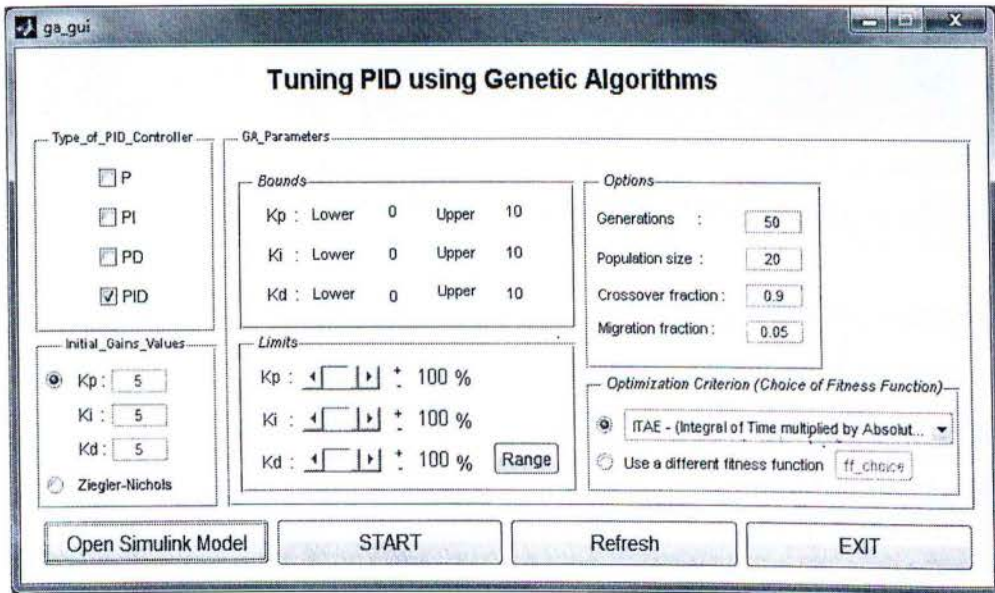 ga_gui
Tuning PID using Genetic Algorithms
Type_of_PID_Controller
P
PI
PD
PID
Initial_Gains_Values
Kp : 5
Ki : 5
Kd : 5
Ziegler-Nichols
GA_Parameters
Bounds
Kp : Lower 0 Upper 10
Ki : Lower 0 Upper 10
Kd : Lower 0 Upper 10
Limits
Kp : + - 100 %
Ki : + - 100 %
Kd : + - 100 % Range
Options
Generations : 50
Population size : 20
Crossover fraction : 0.9
Migration fraction : 0.05
Optimization Criterion (Choice of Fitness Function)
ITAE - (Integral of Time multiplied by Absolut...
Use a different fitness function ff_choice
Open Simulink Model START Refresh EXIT